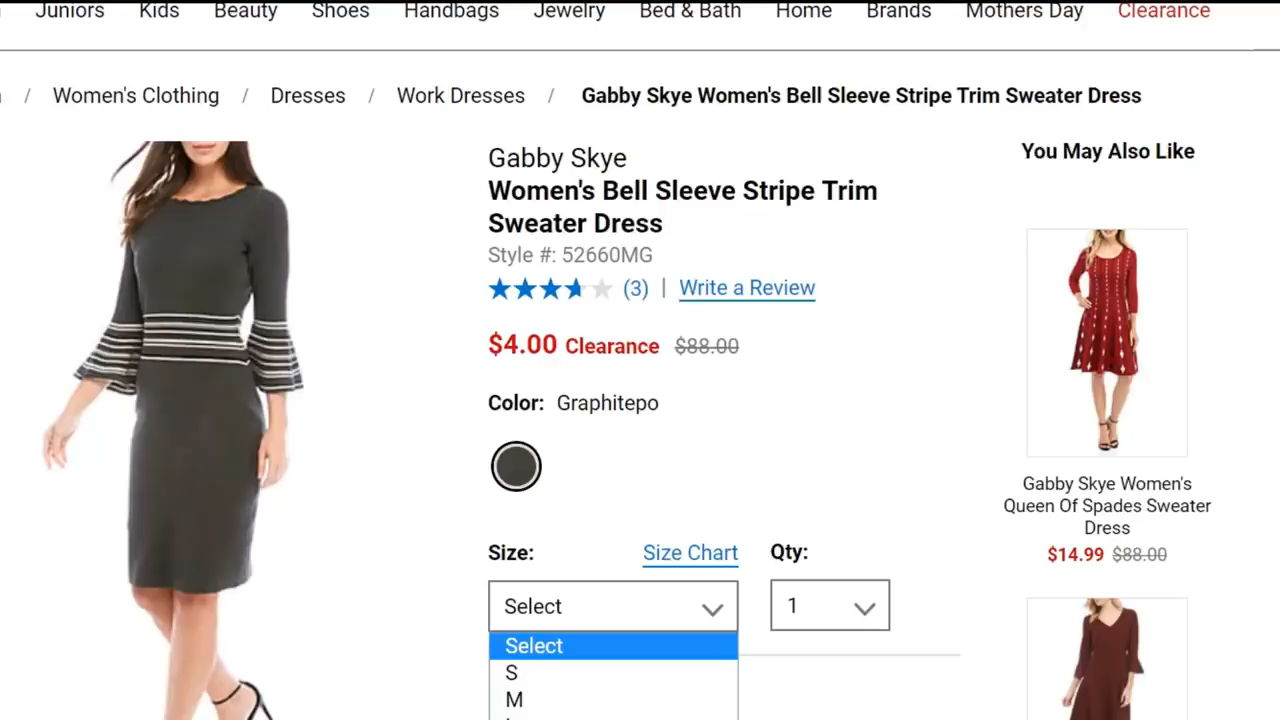 Juniors Kids Beauty Shoes Handbags Jewelry Bed & Bath Home Brands Mothers Day Clearance
/ Women's Clothing / Dresses / Work Dresses / Gabby Skye Women's Bell Sleeve Stripe Trim Sweater Dress
You May Also Like
Gabby Skye
Women's Bell Sleeve Stripe Trim
Sweater Dress
Style #: 52660MG
(3) | Write a Review
$4.00 Clearance $88.00
Color: Graphitepo
Size: Size Chart Qty:
Select 1
Select
S
M
Gabby Skye Women's
Queen Of Spades Sweater
Dress
$14.99 $88.00